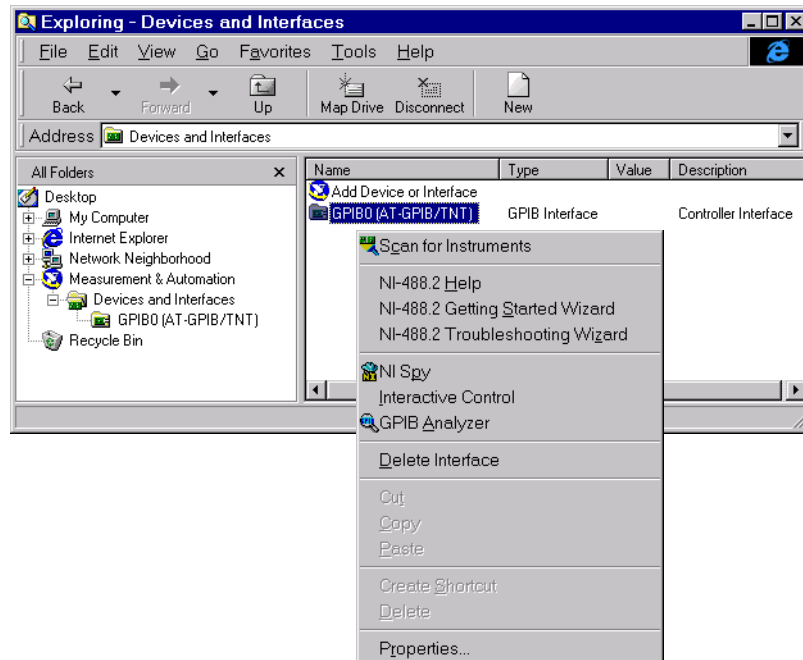 Exploring - Devices and Interfaces
File Edit View Go Favorites Tools Help
Back Forward Up Map Drive Disconnect New
Address Devices and Interfaces
All Folders x
Name Type Value Description
Desktop
My Computer
Internet Explorer
Network Neighborhood
Measurement & Automation
Devices and Interfaces
GPIB0 (AT-GPIB/TNT)
Recycle Bin
Add Device or Interface
GPIB0 (AT-GPIB/TNT) GPIB Interface Controller Interface
Scan for Instruments
NI-488.2 Help
NI-488.2 Getting Started Wizard
NI-488.2 Troubleshooting Wizard
NI Spy
Interactive Control
GPIB Analyzer
Delete Interface
Cut
Copy
Paste
Create Shortcut
Delete
Properties...